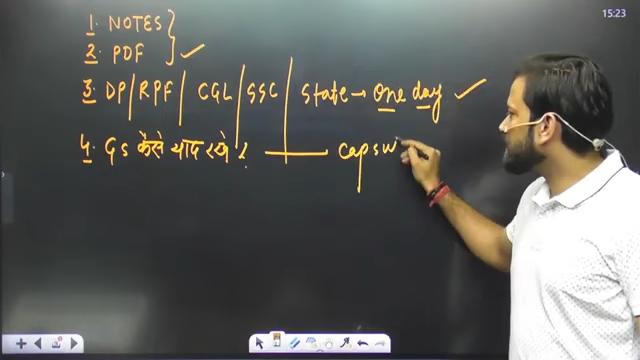 15:23
1. NOTES
2. PDF
3. DP/RPF/ CGL/SSC/ State → One day
4. GS कैसे याद रखे ? — Capsu